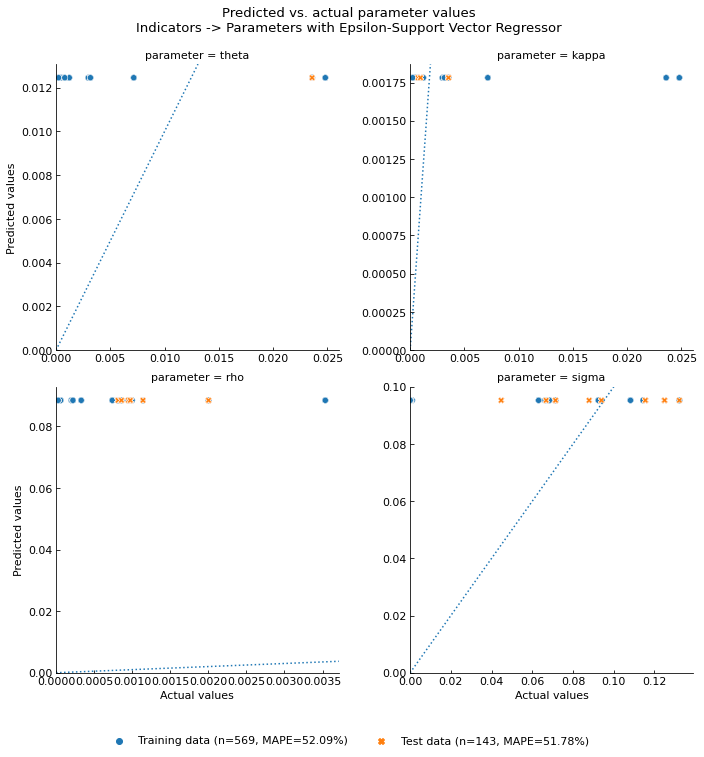 Predicted vs. actual parameter values
Indicators -> Parameters with Epsilon-Support Vector Regressor
parameter = theta
parameter = kappa
Predicted values
0.012
0.010
0.008
0.006
0.004
0.002
0.000
0.000 0.005 0.010 0.015 0.020 0.025
0.00175
0.00150
0.00125
0.00100
0.00075
0.00050
0.00025
0.00000
0.000 0.005 0.010 0.015 0.020 0.025
parameter = rho
parameter = sigma
Predicted values
0.08
0.06
0.04
0.02
0.00
0.0000 0.0005 0.0010 0.0015 0.0020 0.0025 0.0030 0.0035
Actual values
0.10
0.08
0.06
0.04
0.02
0.00
0.00 0.02 0.04 0.06 0.08 0.10 0.12
Actual values
Training data (n=569, MAPE=52.09%)
Test data (n=143, MAPE=51.78%)